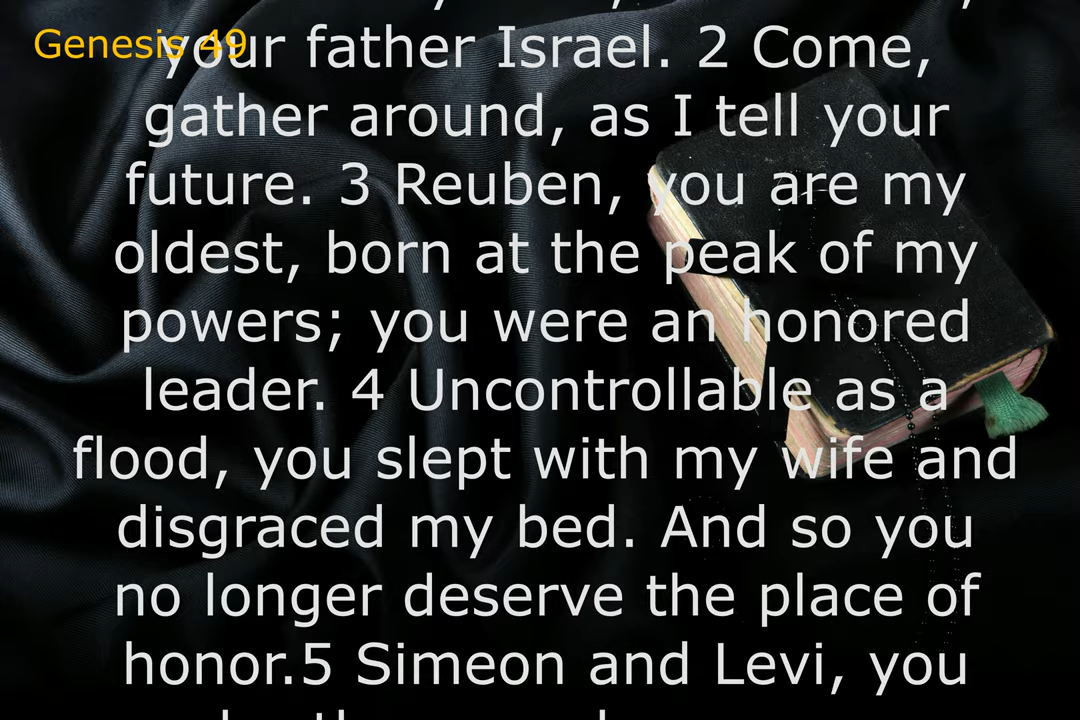 Genesis 49
your father Israel. 2 Come,
gather around, as I tell your
future. 3 Reuben, you are my
oldest, born at the peak of my
powers; you were an honored
leader. 4 Uncontrollable as a
flood, you slept with my wife and
disgraced my bed. And so you
no longer deserve the place of
honor.5 Simeon and Levi, you